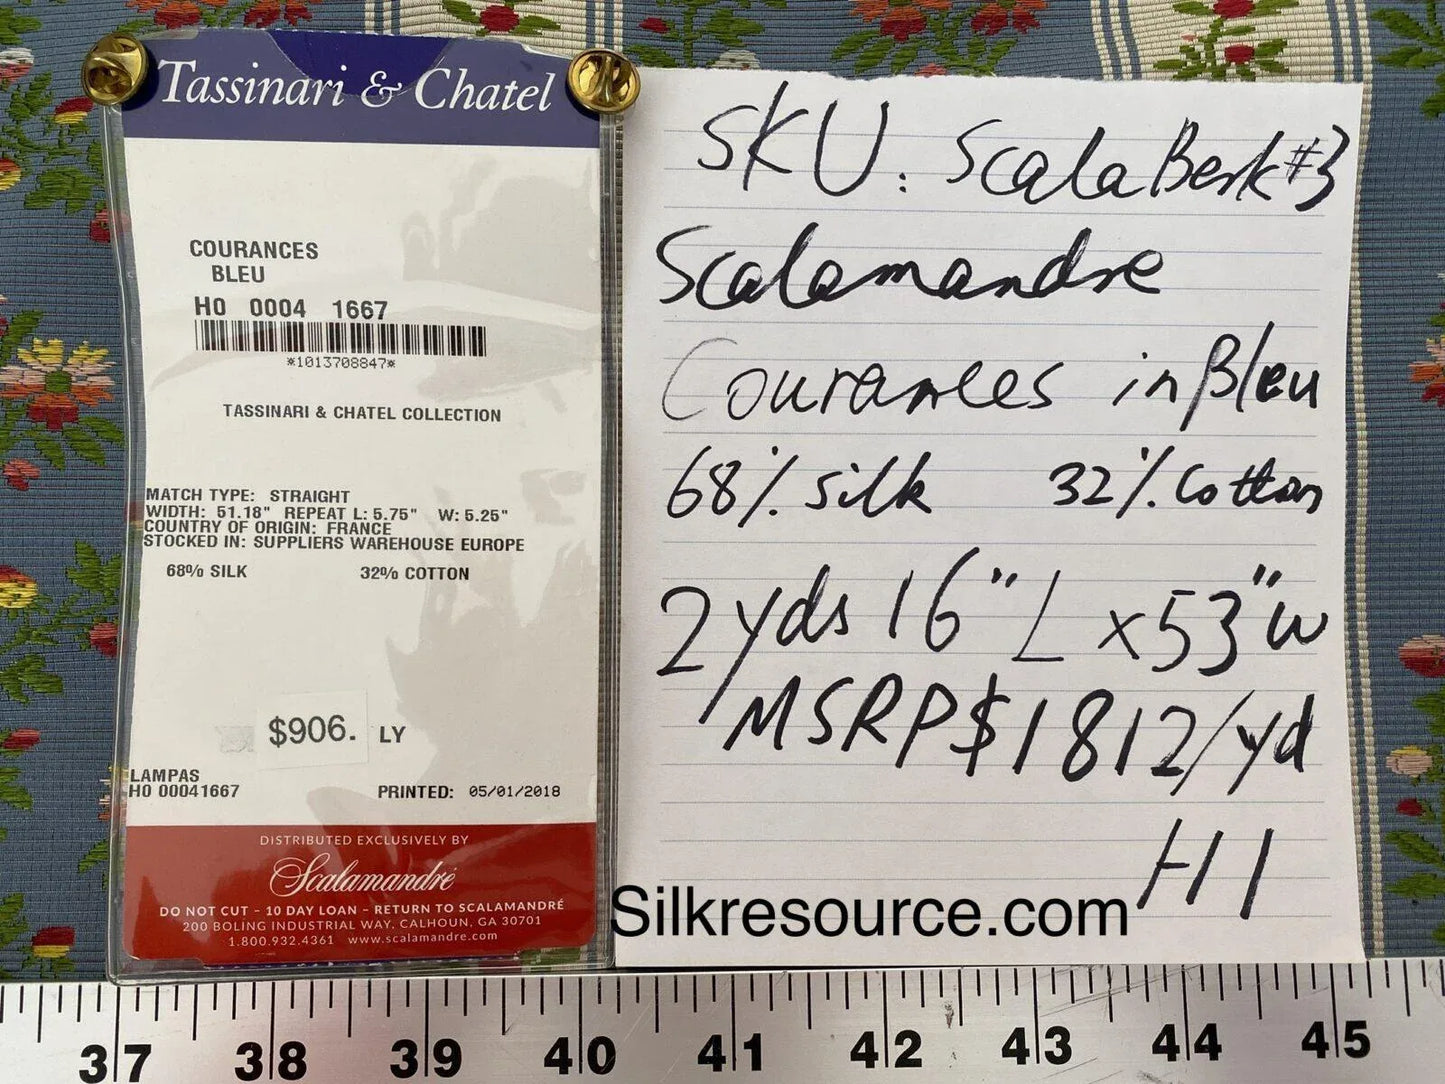 Tassinari & Chatel
COURANCES
BLEU
H0 0004 1667
*1013708847*
TASSINARI & CHATEL COLLECTION
MATCH TYPE: STRAIGHT
WIDTH: 51.18" REPEAT L: 5.75" W: 5.25"
COUNTRY OF ORIGIN: FRANCE
STOCKED IN: SUPPLIERS WAREHOUSE EUROPE
68% SILK 32% COTTON
$906. LY
LAMPAS
H0 00041667 PRINTED: 05/01/2018
DISTRIBUTED EXCLUSIVELY BY
Scalamandré
DO NOT CUT – 10 DAY LOAN – RETURN TO SCALAMANDRÉ
200 BOLING INDUSTRIAL WAY, CALHOUN, GA 30701
1.800.932.4361 www.scalamandre.com
SKU: ScalaBerk#3
Scalamandre
Courances in Bleu
68% silk 32% Cotton
2 yds 16" L x 53" W
MSRP $1812/yd
H1
Silkresource.com
37 38 39 40 41 42 43 44 45